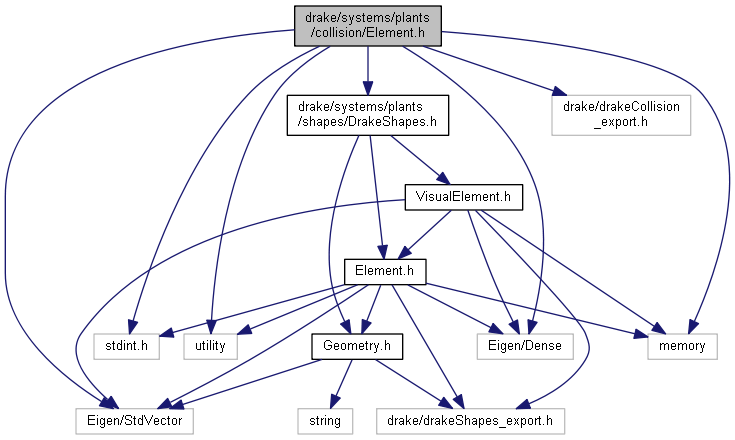 drake/systems/plants
/collision/Element.h
drake/systems/plants
/shapes/DrakeShapes.h
drake/drakeCollision
_export.h
VisualElement.h
Element.h
stdint.h
utility
Geometry.h
Eigen/Dense
memory
Eigen/StdVector
string
drake/drakeShapes_export.h